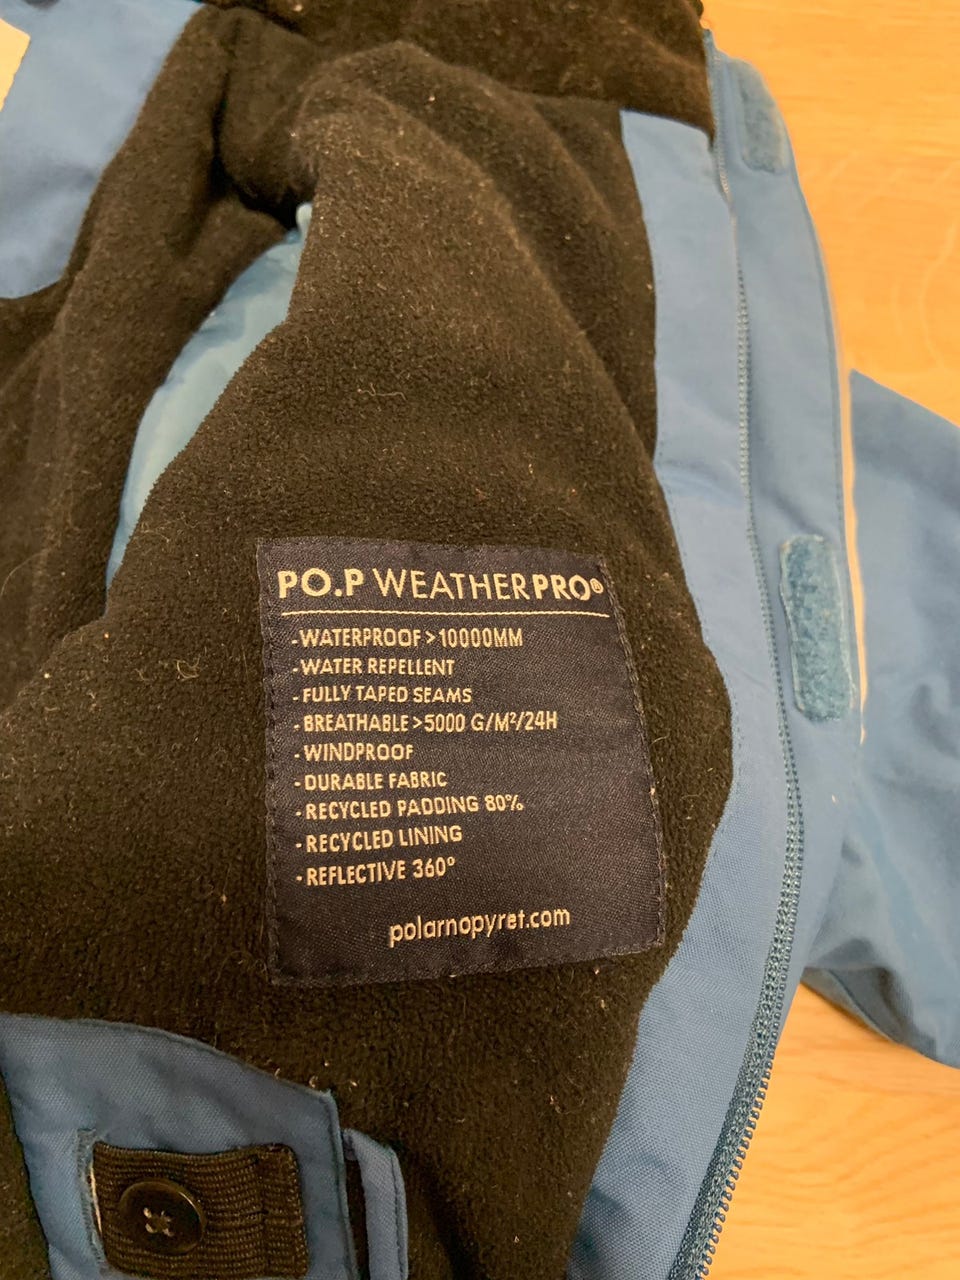 PO.P WEATHERPRO®
-WATERPROOF >10000MM
-WATER REPELLENT
-FULLY TAPED SEAMS
-BREATHABLE >5000 G/M²/24H
-WINDPROOF
-DURABLE FABRIC
-RECYCLED PADDING 80%
-RECYCLED LINING
-REFLECTIVE 360°
polarnopyret.com